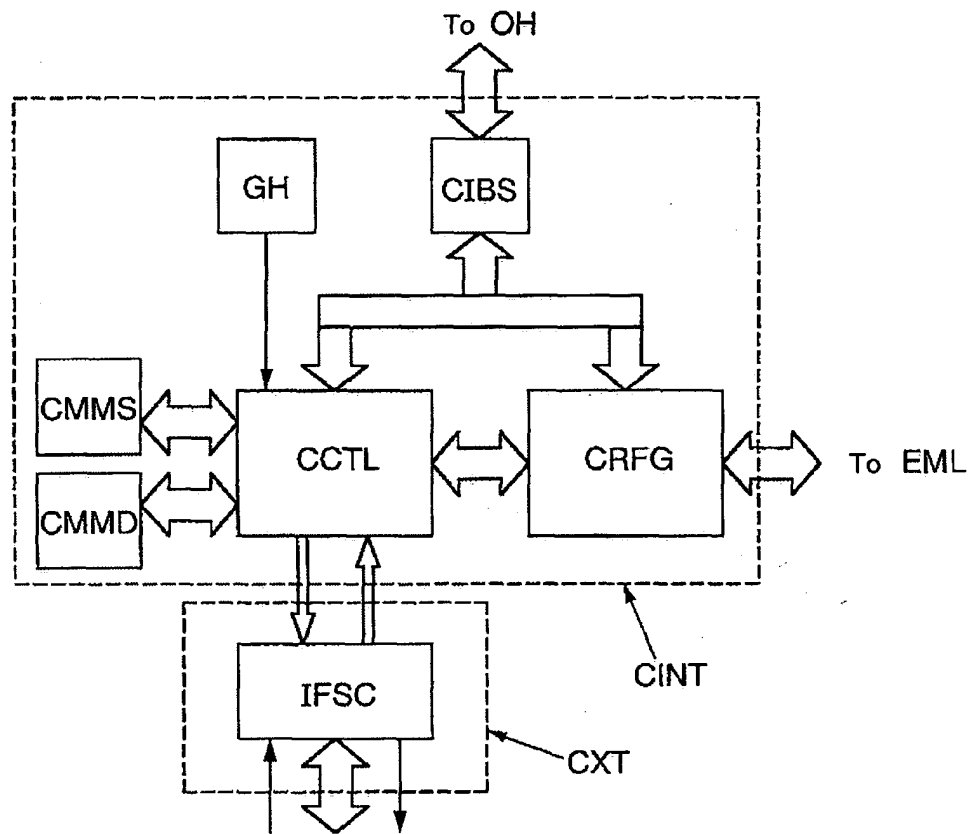 To OH
GH
CIBS
CMMS
CCTL
CRFG
To EML
CMMD
CINT
IFSC
CXT